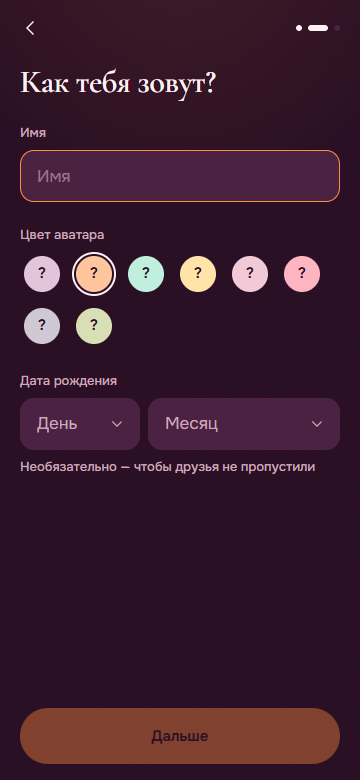 Как тебя зовут?
Имя
Имя
Цвет аватара
? ? ? ? ? ?
? ?
Дата рождения
День Месяц
Необязательно — чтобы друзья не пропустили
Дальше